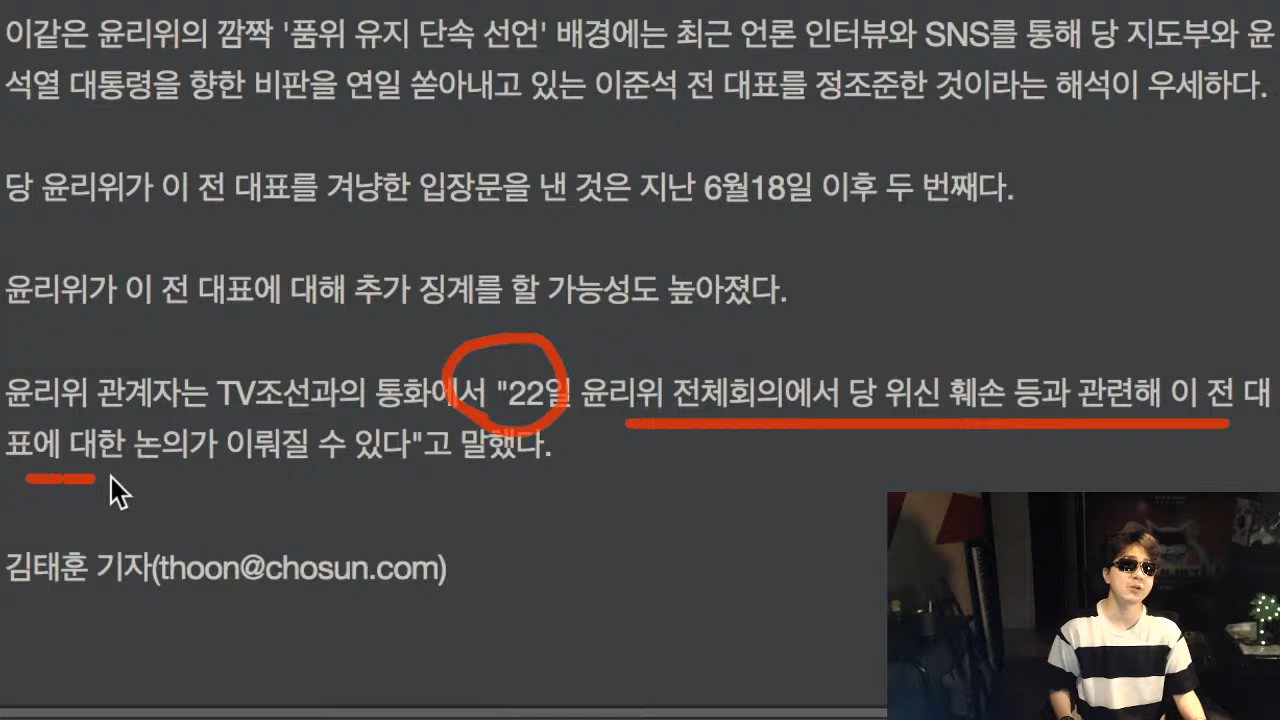 이같은 윤리위의 깜짝 '품위 유지 단속 선언' 배경에는 최근 언론 인터뷰와 SNS를 통해 당 지도부와 윤
석열 대통령을 향한 비판을 연일 쏟아내고 있는 이준석 전 대표를 정조준한 것이라는 해석이 우세하다.
당 윤리위가 이 전 대표를 겨냥한 입장문을 낸 것은 지난 6월18일 이후 두 번째다.
윤리위가 이 전 대표에 대해 추가 징계를 할 가능성도 높아졌다.
윤리위 관계자는 TV조선과의 통화에서 "22일 윤리위 전체회의에서 당 위신 훼손 등과 관련해 이 전 대
표에 대한 논의가 이뤄질 수 있다"고 말했다.
김태훈 기자(thoon@chosun.com)